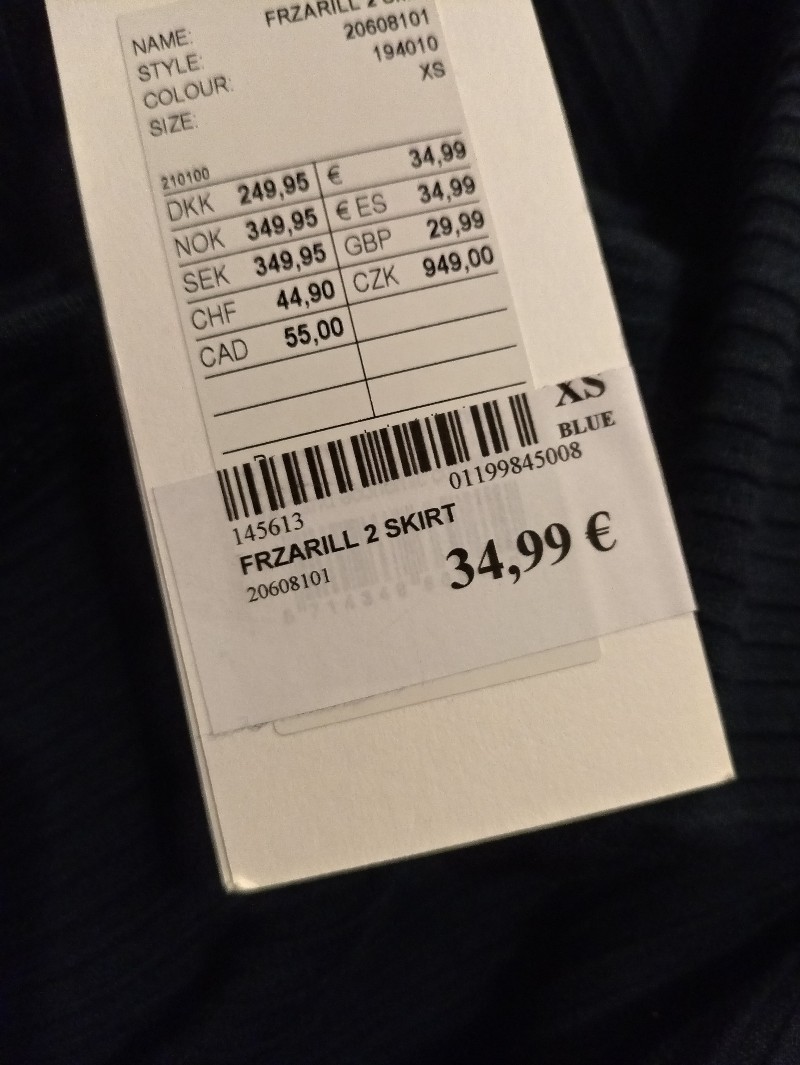 NAME: FRZARILL 2
STYLE: 20608101
COLOUR: 194010
SIZE: XS
210100
DKK 249,95 € 34,99
NOK 349,95 € ES 34,99
SEK 349,95 GBP 29,99
CHF 44,90 CZK 949,00
CAD 55,00
XS
BLUE
145613 01199845008
FRZARILL 2 SKIRT
20608101 34,99 €